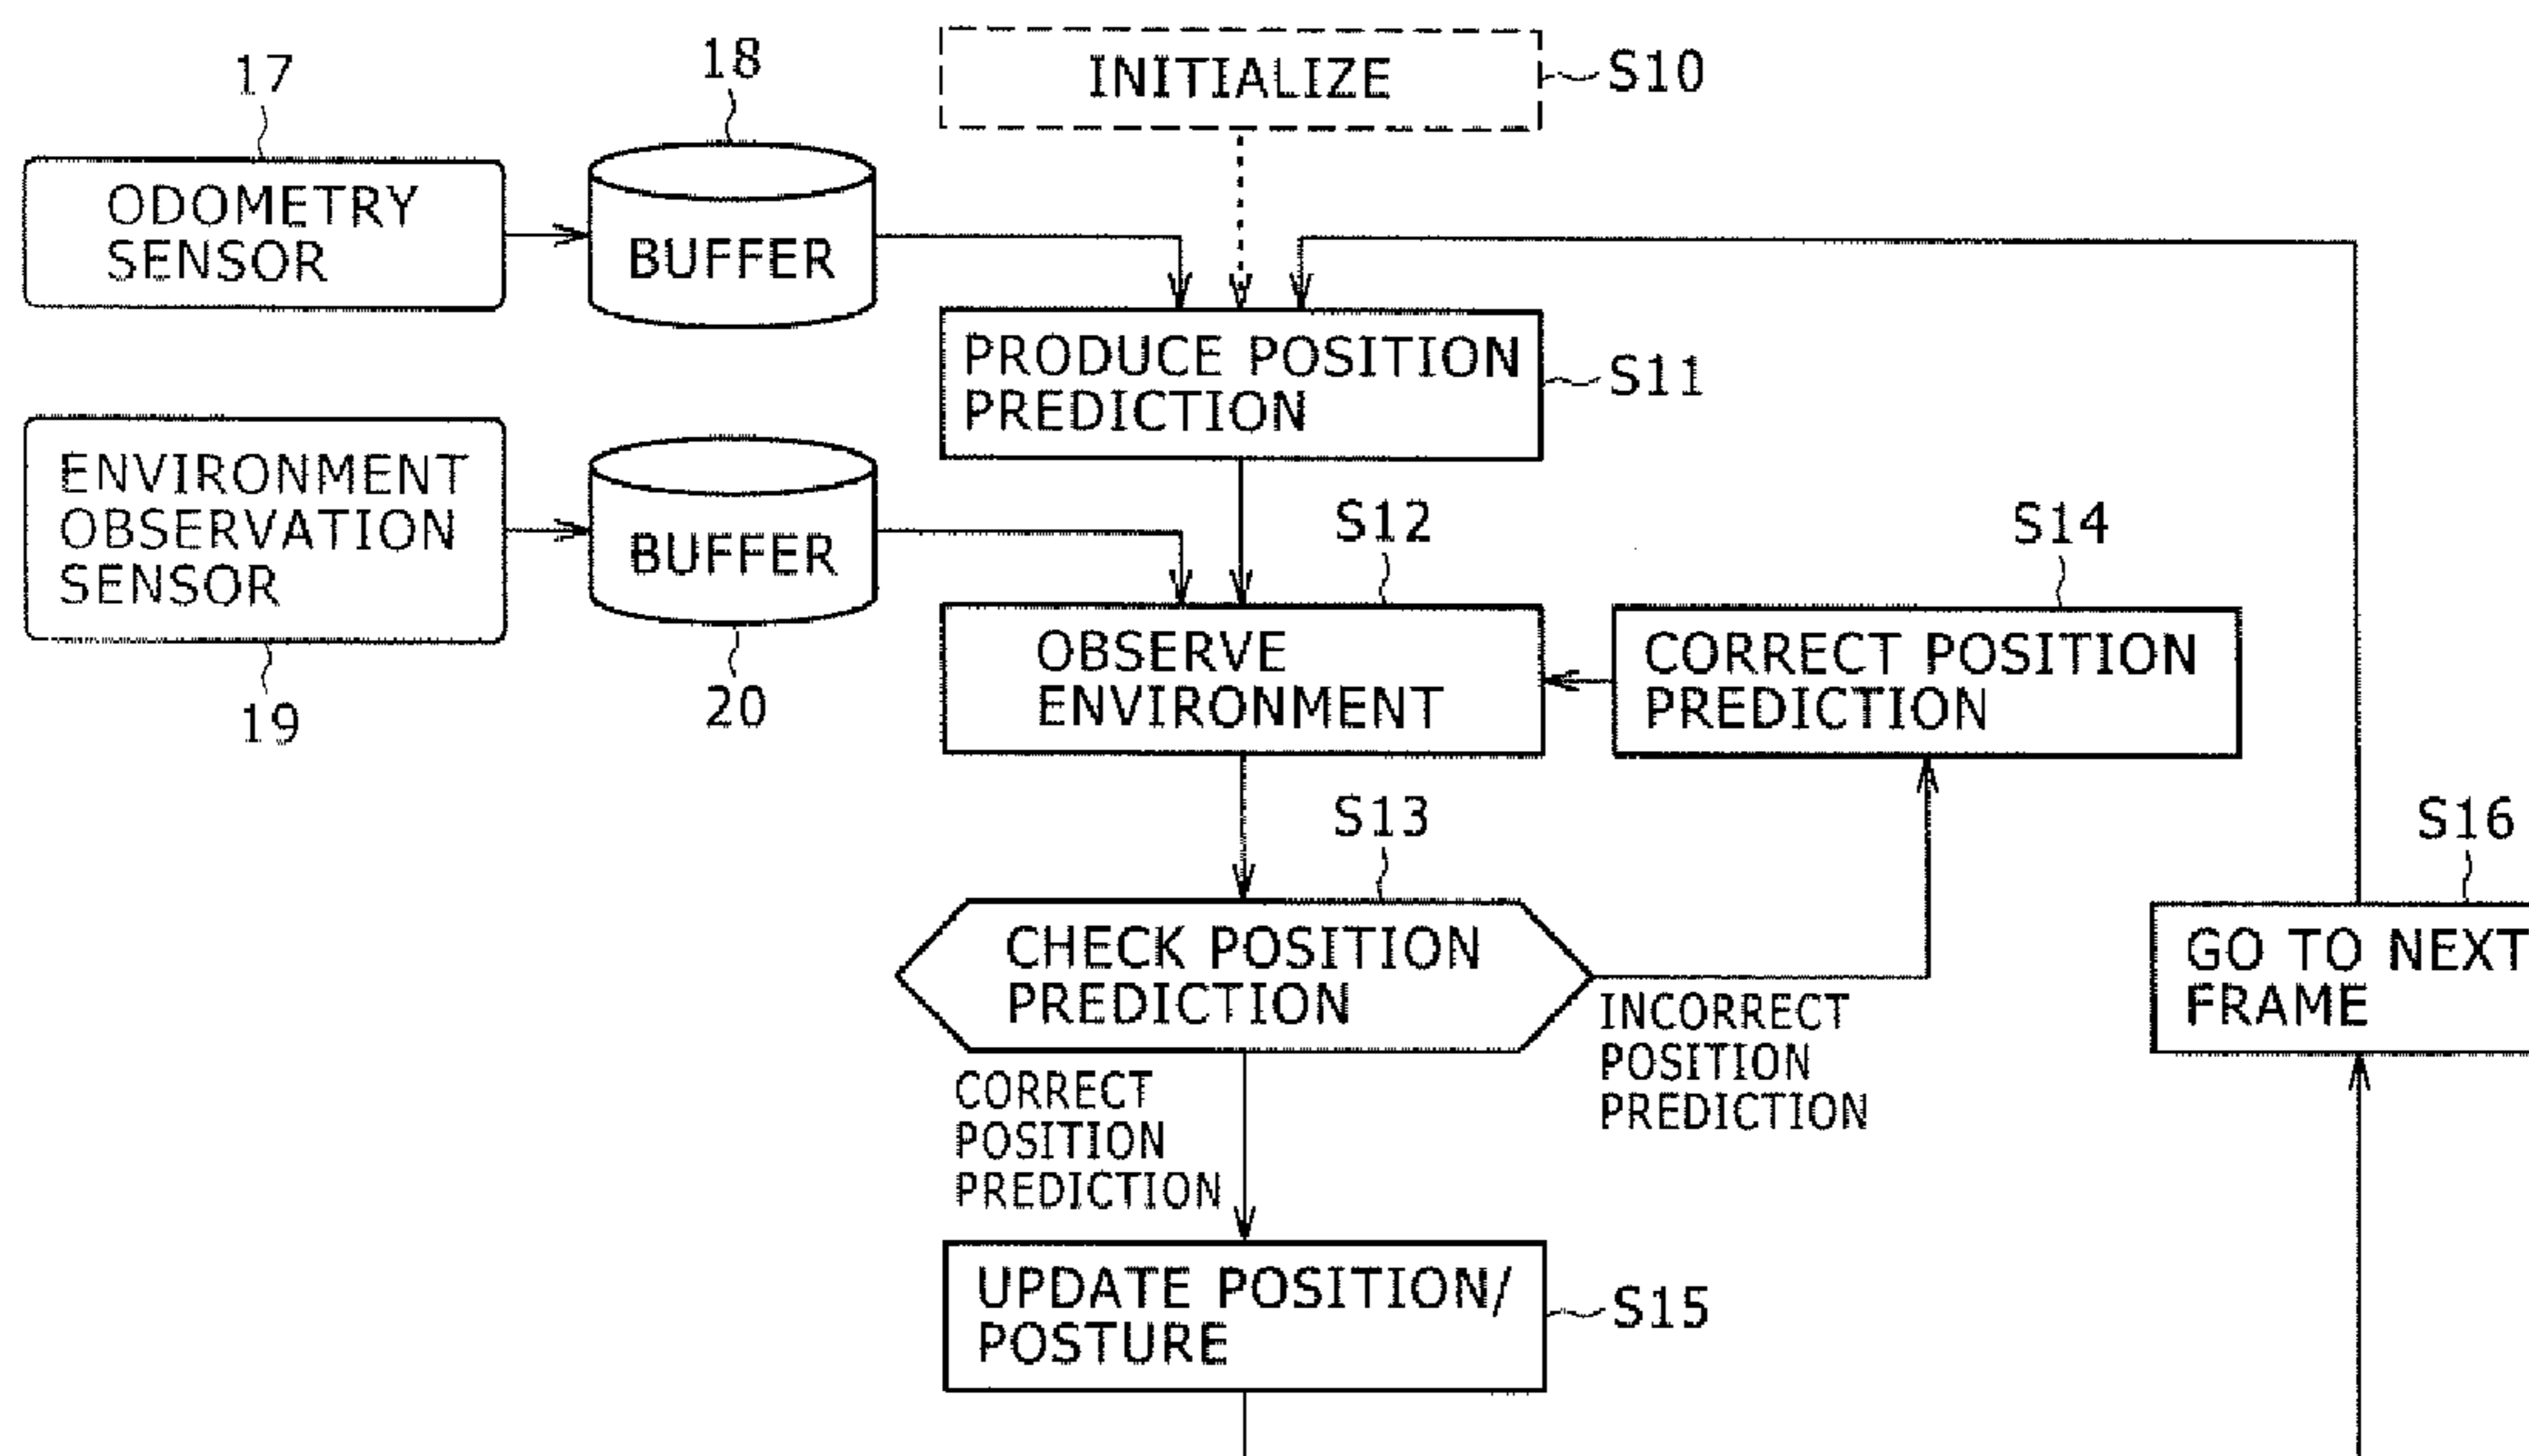 17
18
INITIALIZE
S10
ODOMETRY
SENSOR
BUFFER
PRODUCE POSITION
PREDICTION
S11
ENVIRONMENT
OBSERVATION
SENSOR
19
BUFFER
20
S12
OBSERVE
ENVIRONMENT
S14
CORRECT POSITION
PREDICTION
S13
CHECK POSITION
PREDICTION
INCORRECT
POSITION
PREDICTION
CORRECT
POSITION
PREDICTION
S16
GO TO NEXT
FRAME
UPDATE POSITION/
POSTURE
S15